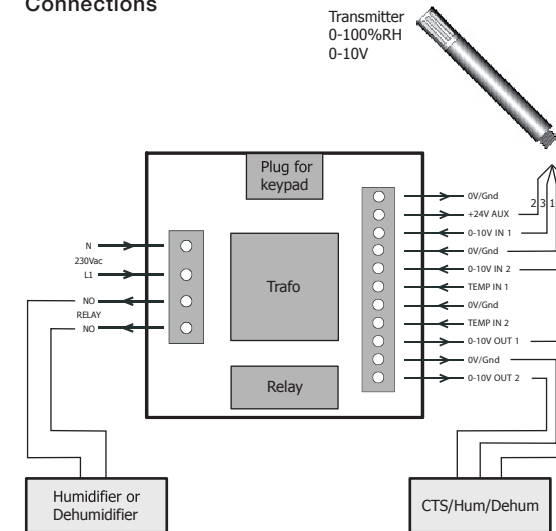 Connections
Transmitter
0-100%RH
0-10V
Plug for
keypad
Trafo
Relay
N
230Vac
L1
NO
RELAY
NO
0V/Gnd
+24V AUX
0-10V IN 1
0V/Gnd
0-10V IN 2
TEMP IN 1
0V/Gnd
TEMP IN 2
0-10V OUT 1
0V/Gnd
0-10V OUT 2
2 3 1
Humidifier or
Dehumidifier
CTS/Hum/Dehum